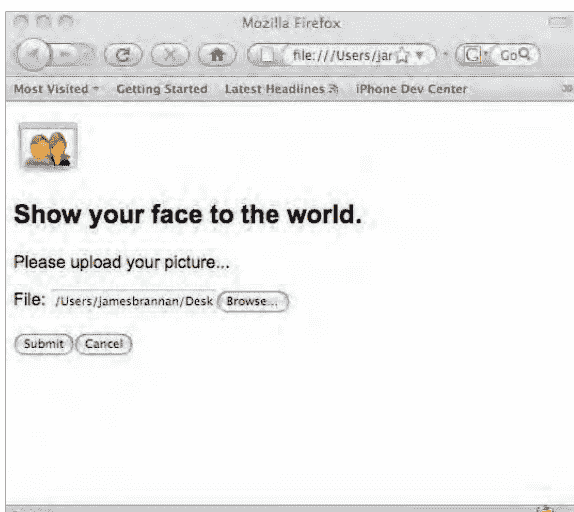 Mozilla Firefox
file:///Users/jar G Go
Most Visited Getting Started Latest Headlines iPhone Dev Center
Show your face to the world.
Please upload your picture...
File: /Users/jamesbrannan/Desk Browse...
Submit Cancel